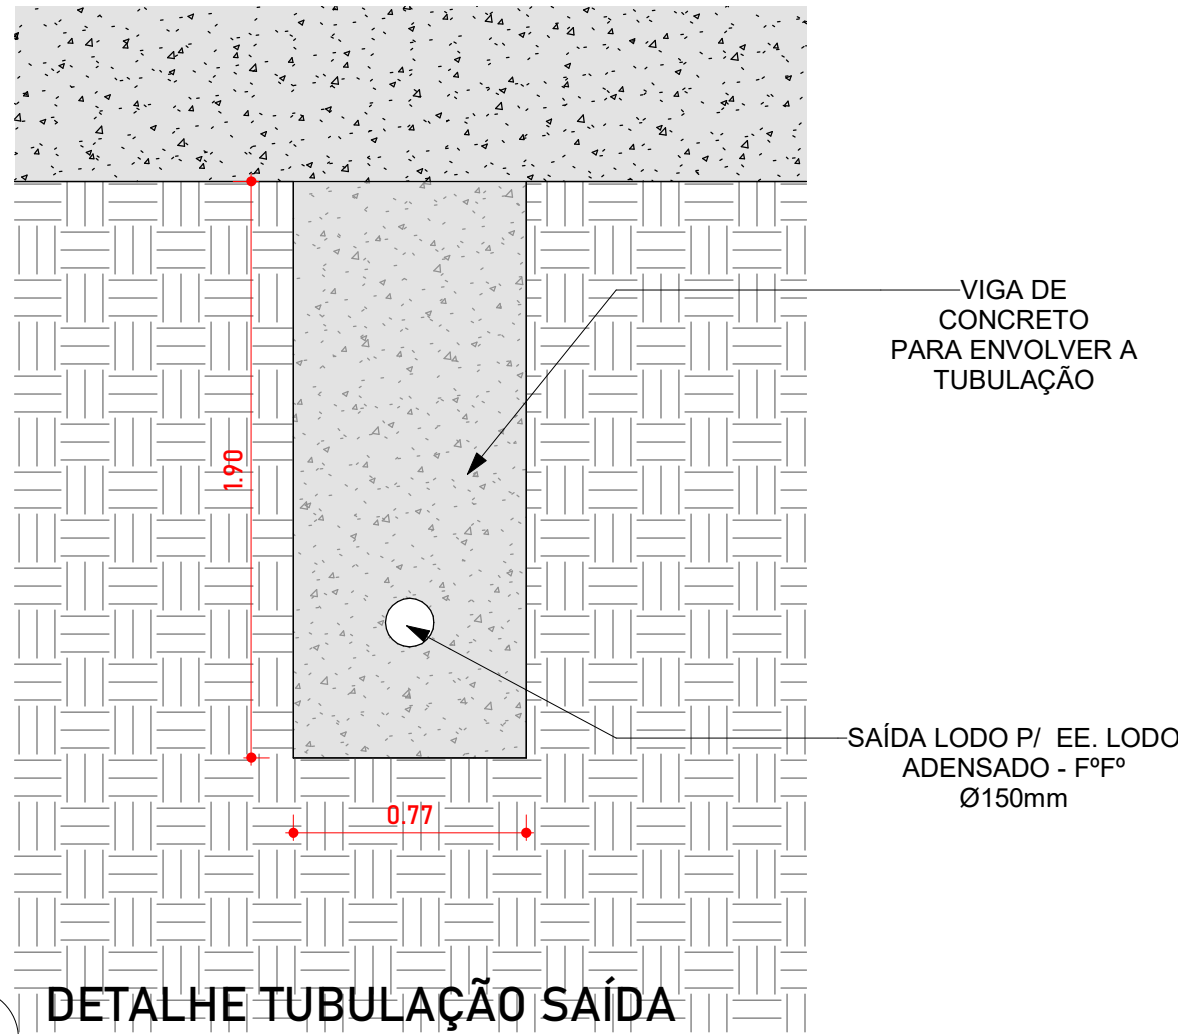 VIGA DE
CONCRETO
PARA ENVOLVER A
TUBULAÇÃO
1.90
SAÍDA LODO P/ EE. LODO
ADENSADO - FºFº
Ø150mm
0.77
DETALHE TUBULAÇÃO SAÍDA